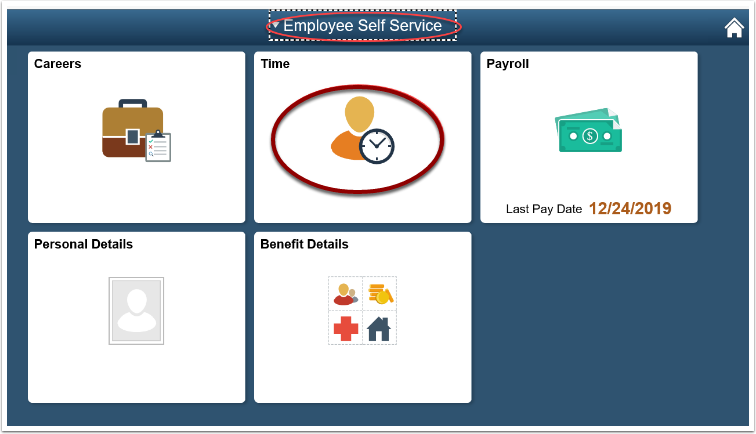 Employee Self Service
Careers
Time
Payroll
$
Last Pay Date 12/24/2019
Personal Details
Benefit Details